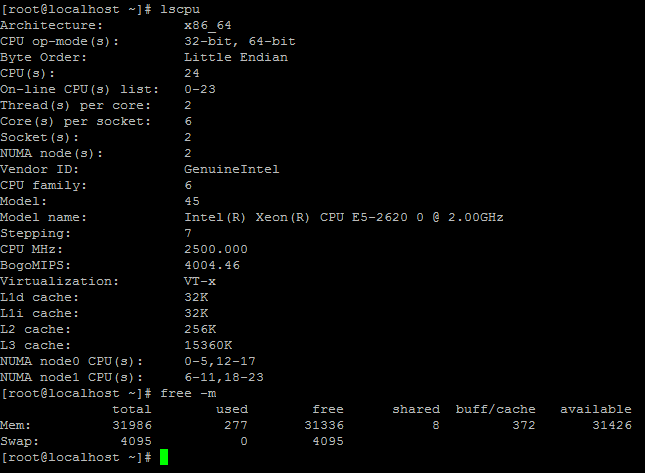 [root@localhost ~]# lscpu
Architecture:          x86_64
CPU op-mode(s):        32-bit, 64-bit
Byte Order:            Little Endian
CPU(s):                24
On-line CPU(s) list:   0-23
Thread(s) per core:    2
Core(s) per socket:    6
Socket(s):             2
NUMA node(s):          2
Vendor ID:             GenuineIntel
CPU family:            6
Model:                 45
Model name:            Intel(R) Xeon(R) CPU E5-2620 0 @ 2.00GHz
Stepping:              7
CPU MHz:               2500.000
BogoMIPS:              4004.46
Virtualization:        VT-x
L1d cache:             32K
L1i cache:             32K
L2 cache:              256K
L3 cache:              15360K
NUMA node0 CPU(s):     0-5,12-17
NUMA node1 CPU(s):     6-11,18-23
[root@localhost ~]# free -m
              total        used        free      shared  buff/cache   available
Mem:          31986         277       31336           8         372       31426
Swap:          4095           0        4095
[root@localhost ~]#